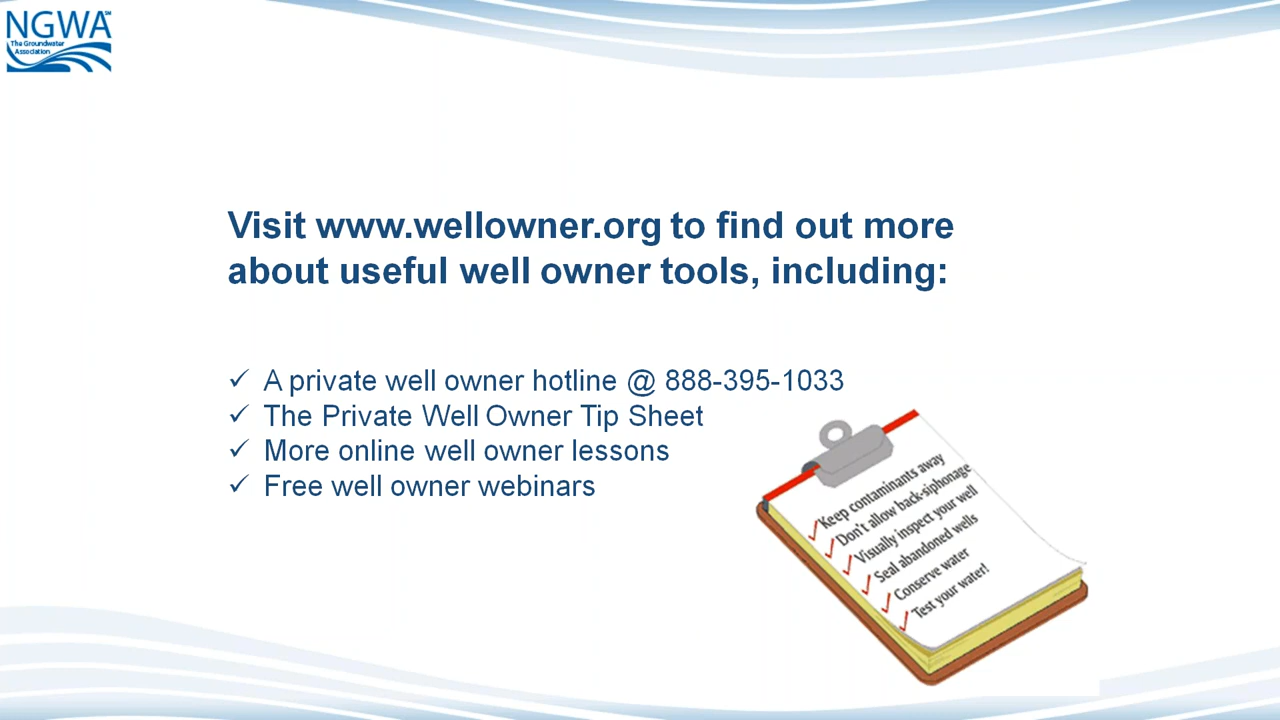 NGWA℠
The Groundwater
Association
Visit www.wellowner.org to find out more
about useful well owner tools, including:
✓ A private well owner hotline @ 888-395-1033
✓ The Private Well Owner Tip Sheet
✓ More online well owner lessons
✓ Free well owner webinars
✓ Keep contaminants away
✓ Don't allow back-siphonage
✓ Visually inspect your well
✓ Seal abandoned wells
✓ Conserve water
✓ Test your water!